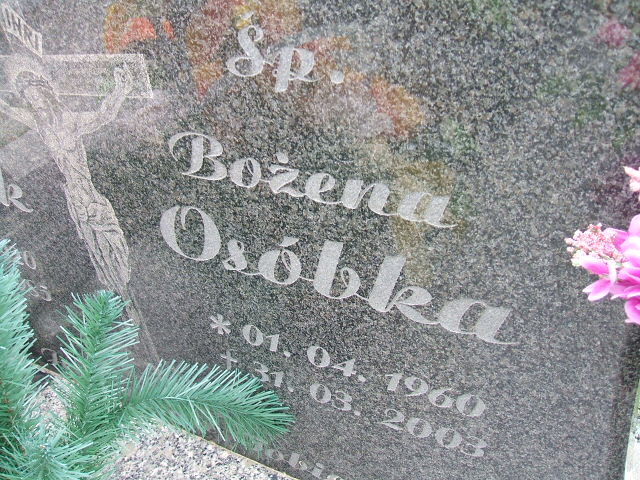 Śp.
Bożena
Osóbka
* 01. 04. 1960
+ 31. 03. 2003